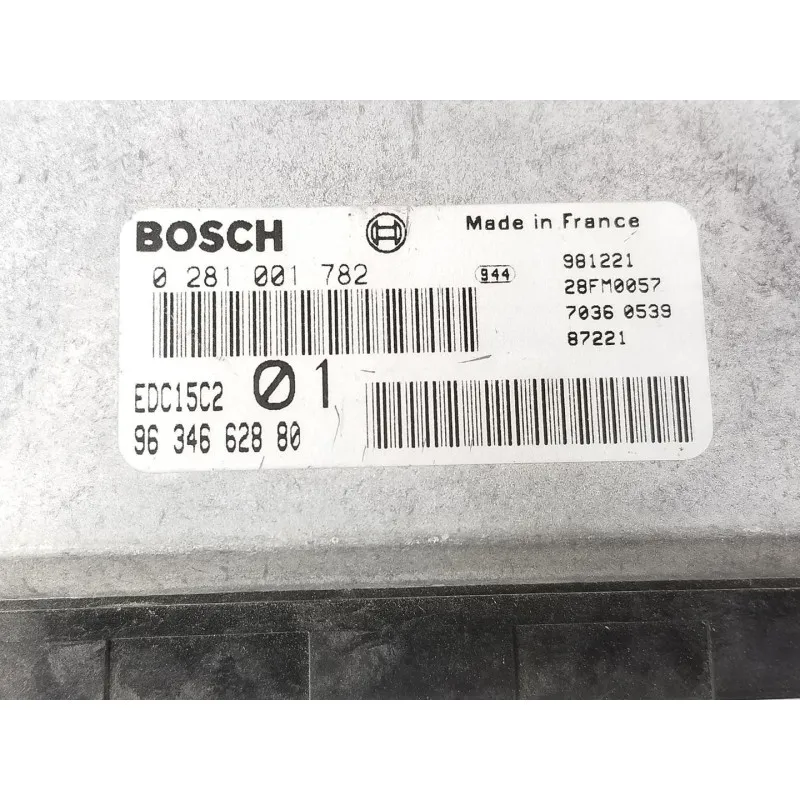 BOSCH
Made in France
0 281 001 782
944
981221
28FM0057
7036 0539
87221
EDC15C2
01
96 346 628 80